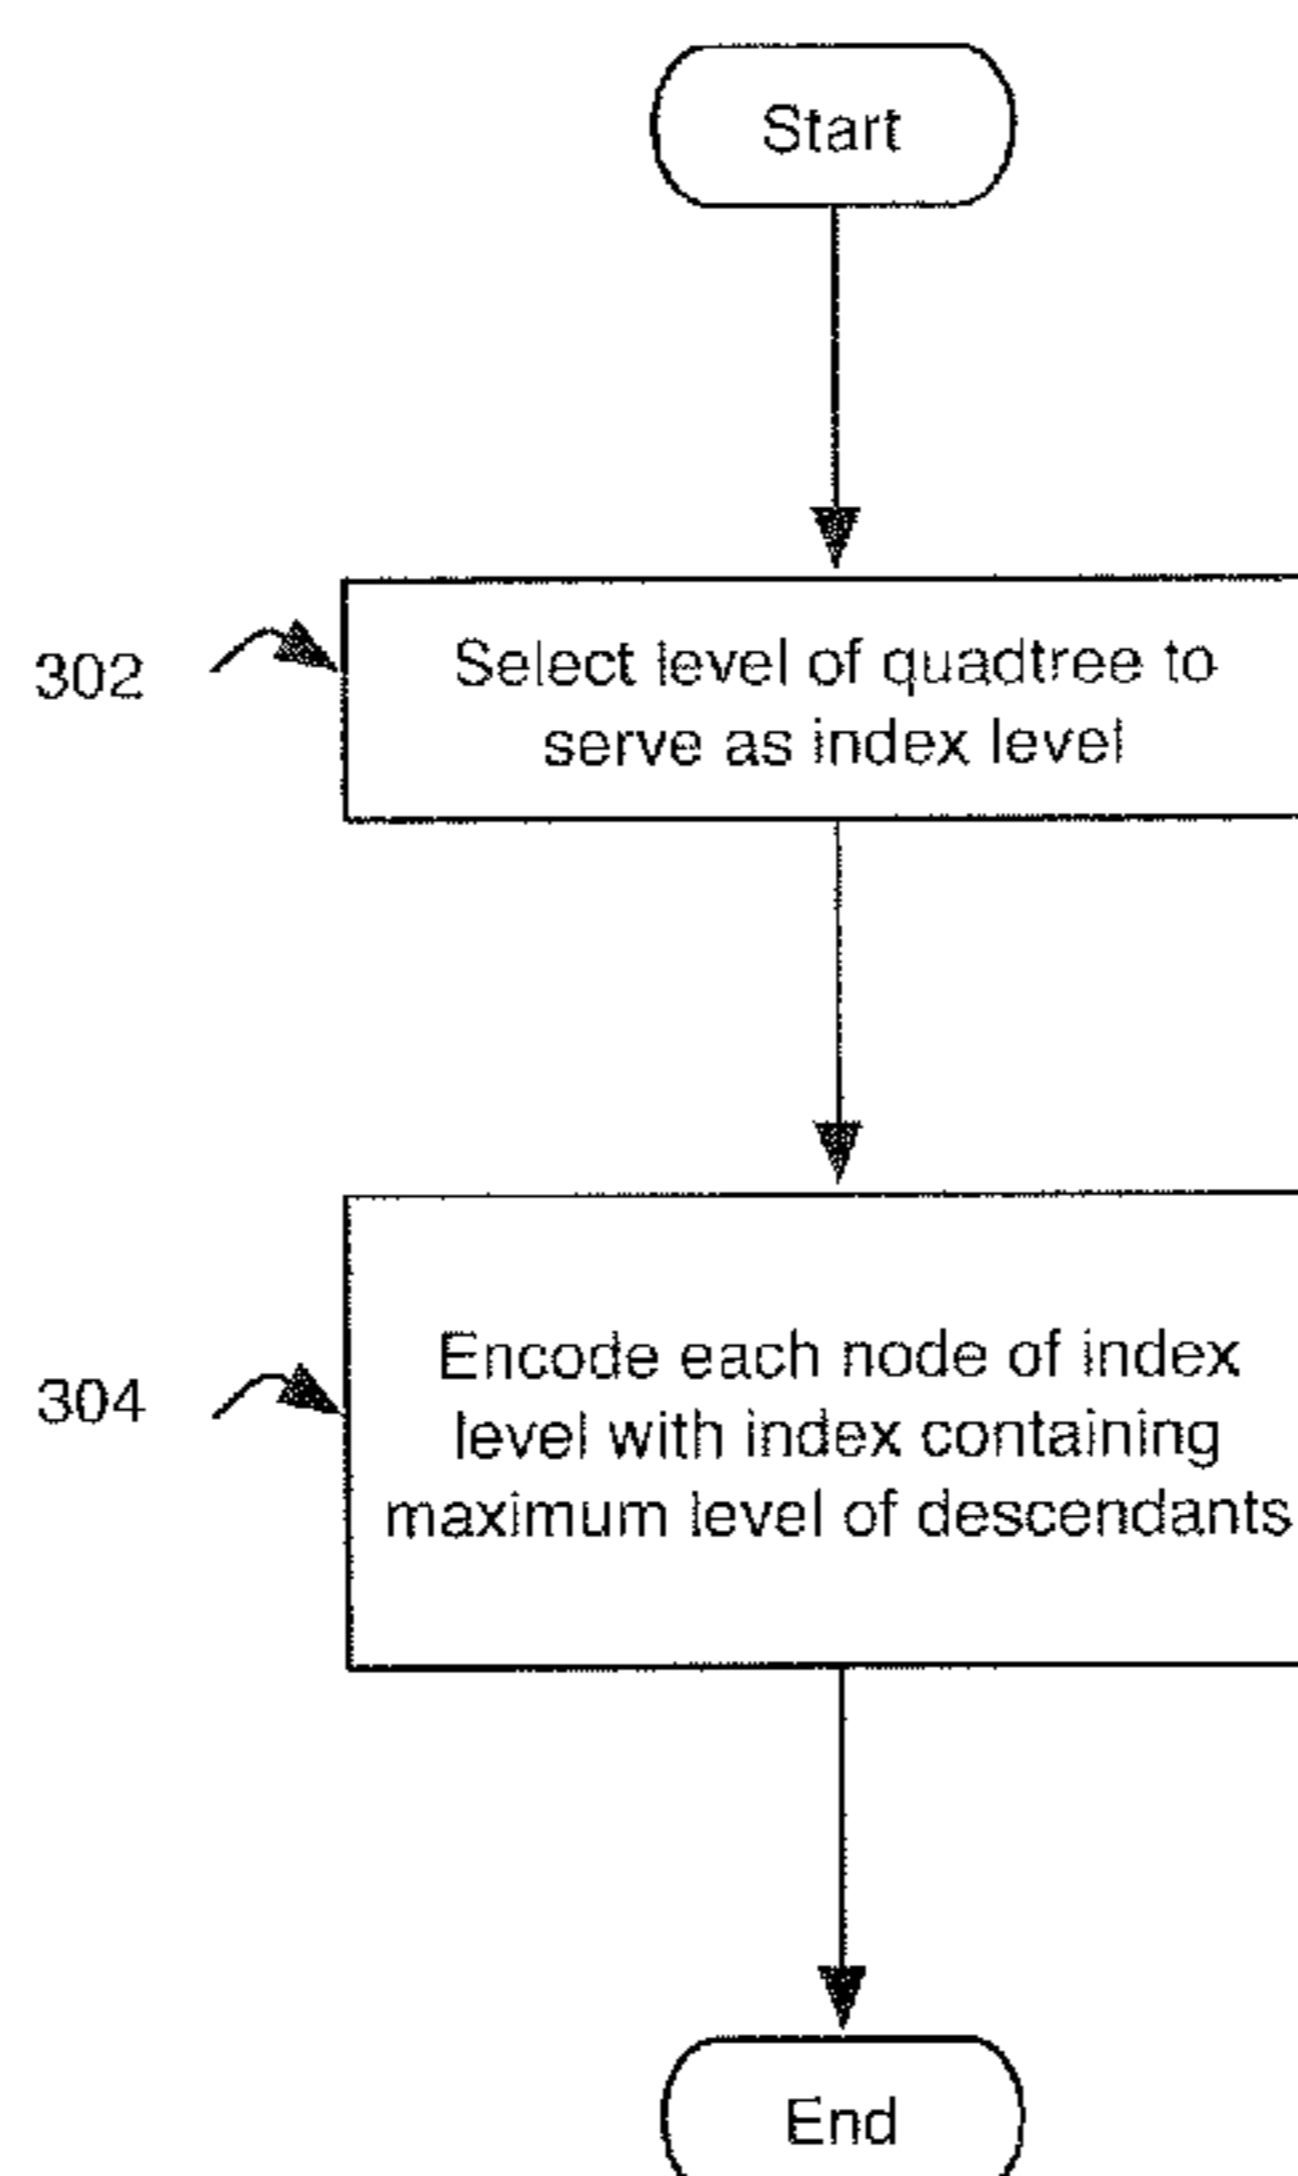 Start
302
Select level of quadtree to
serve as index level
304
Encode each node of index
level with index containing
maximum level of descendants
End